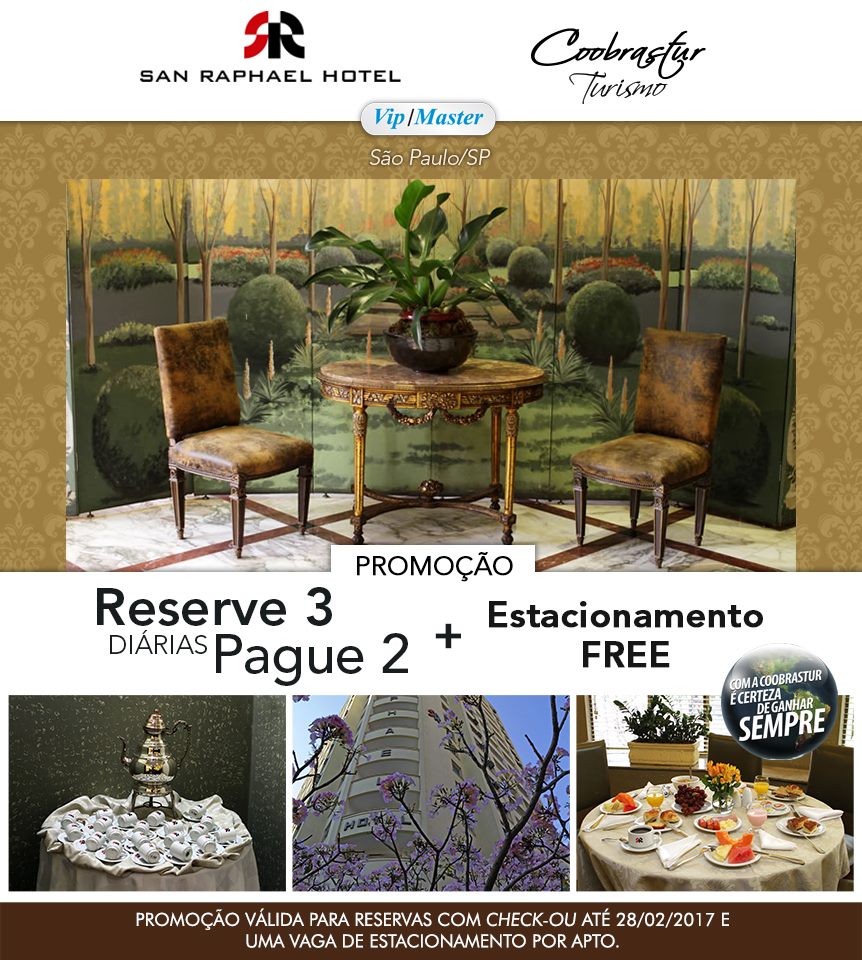 SAN RAPHAEL HOTEL
Coobrastur
Turismo
Vip/Master
São Paulo/SP
PROMOÇÃO
Reserve 3
DIÁRIAS Pague 2
+
Estacionamento
FREE
COM A COOBRASTUR
É CERTEZA
DE GANHAR
SEMPRE
HOTEL
PROMOÇÃO VÁLIDA PARA RESERVAS COM CHECK-OU ATÉ 28/02/2017 E
UMA VAGA DE ESTACIONAMENTO POR APTO.